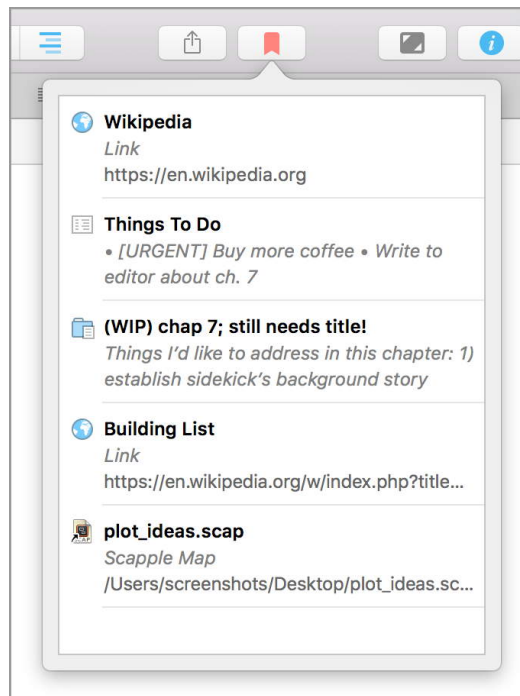 Wikipedia
Link
https://en.wikipedia.org
Things To Do
• [URGENT] Buy more coffee • Write to
editor about ch. 7
(WIP) chap 7; still needs title!
Things I’d like to address in this chapter: 1)
establish sidekick’s background story
Building List
Link
https://en.wikipedia.org/w/index.php?title...
plot_ideas.scap
Scapple Map
/Users/screenshots/Desktop/plot_ideas.sc...